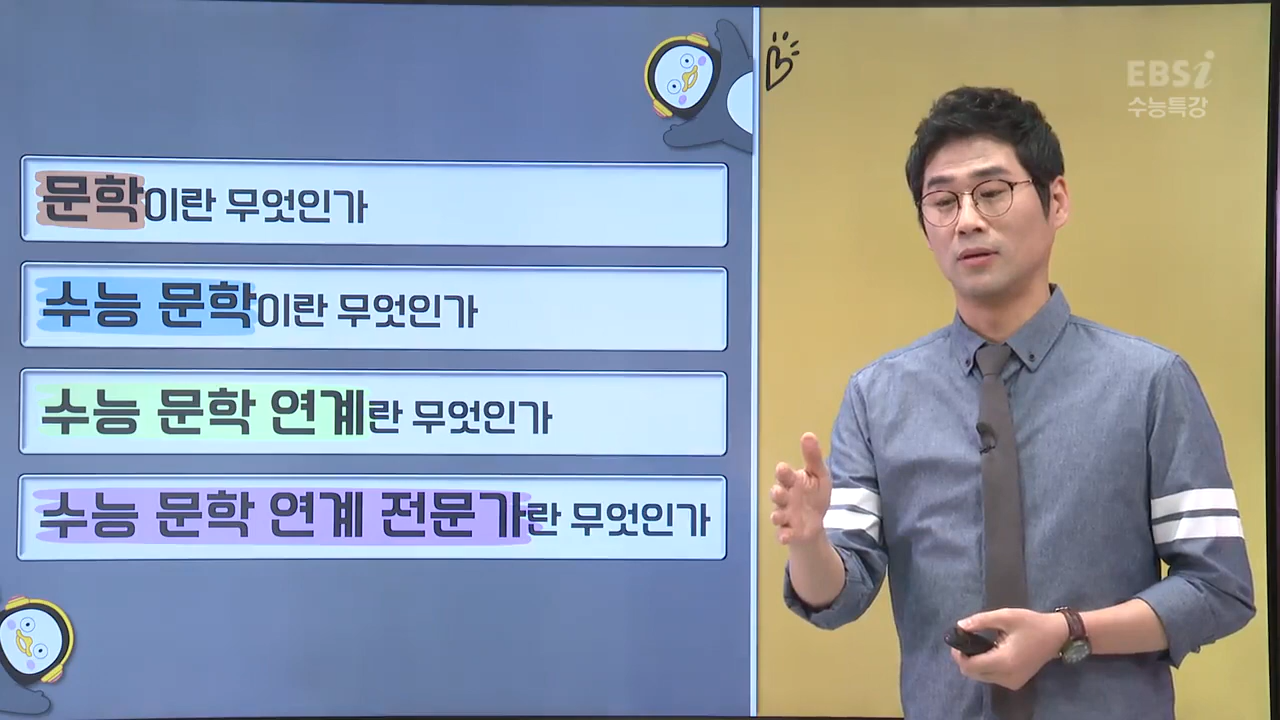 문학이란 무엇인가
수능 문학이란 무엇인가
수능 문학 연계란 무엇인가
수능 문학 연계 전문가란 무엇인가
EBSi
수능특강